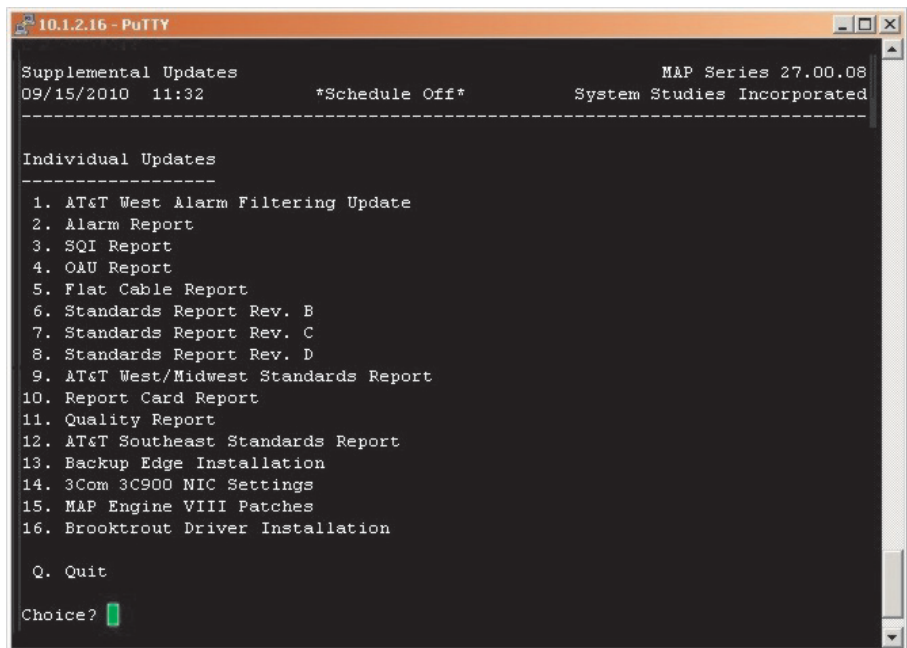 10.1.2.16 - PuTTY
Supplemental Updates MAP Series 27.00.08
09/15/2010 11:32 *Schedule Off* System Studies Incorporated
--------------------------------------------------------------------------------
Individual Updates
------------------
1. AT&T West Alarm Filtering Update
2. Alarm Report
3. SQI Report
4. OAU Report
5. Flat Cable Report
6. Standards Report Rev. B
7. Standards Report Rev. C
8. Standards Report Rev. D
9. AT&T West/Midwest Standards Report
10. Report Card Report
11. Quality Report
12. AT&T Southeast Standards Report
13. Backup Edge Installation
14. 3Com 3C900 NIC Settings
15. MAP Engine VIII Patches
16. Brooktrout Driver Installation
Q. Quit
Choice?